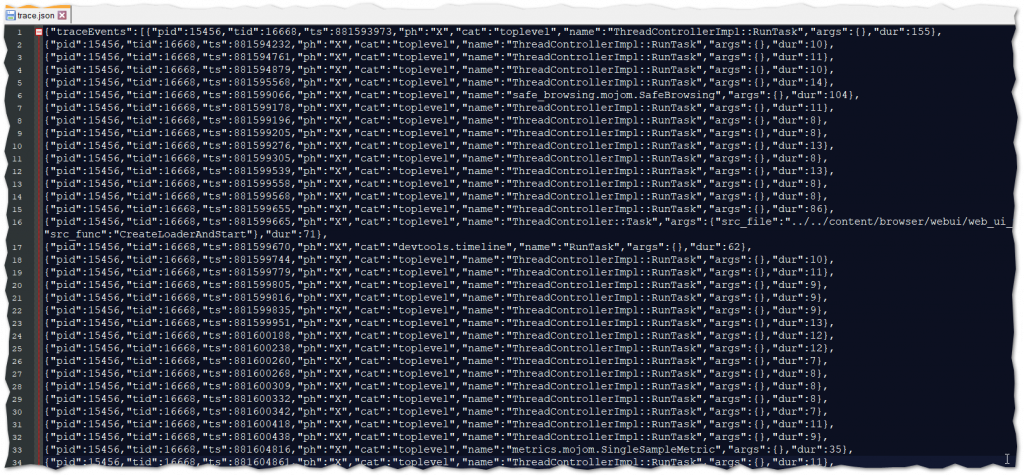 trace.json
1 {"traceEvents":[{"pid":15456,"tid":16668,"ts":881593973,"ph":"X","cat":"toplevel","name":"ThreadControllerImpl::RunTask","args":{},"dur":155},
2 {"pid":15456,"tid":16668,"ts":881594232,"ph":"X","cat":"toplevel","name":"ThreadControllerImpl::RunTask","args":{},"dur":10},
3 {"pid":15456,"tid":16668,"ts":881594761,"ph":"X","cat":"toplevel","name":"ThreadControllerImpl::RunTask","args":{},"dur":11},
4 {"pid":15456,"tid":16668,"ts":881594879,"ph":"X","cat":"toplevel","name":"ThreadControllerImpl::RunTask","args":{},"dur":10},
5 {"pid":15456,"tid":16668,"ts":881595568,"ph":"X","cat":"toplevel","name":"ThreadControllerImpl::RunTask","args":{},"dur":14},
6 {"pid":15456,"tid":16668,"ts":881599066,"ph":"X","cat":"toplevel","name":"safe_browsing.mojom.SafeBrowsing","args":{},"dur":104},
7 {"pid":15456,"tid":16668,"ts":881599178,"ph":"X","cat":"toplevel","name":"ThreadControllerImpl::RunTask","args":{},"dur":11},
8 {"pid":15456,"tid":16668,"ts":881599196,"ph":"X","cat":"toplevel","name":"ThreadControllerImpl::RunTask","args":{},"dur":8},
9 {"pid":15456,"tid":16668,"ts":881599205,"ph":"X","cat":"toplevel","name":"ThreadControllerImpl::RunTask","args":{},"dur":8},
10 {"pid":15456,"tid":16668,"ts":881599276,"ph":"X","cat":"toplevel","name":"ThreadControllerImpl::RunTask","args":{},"dur":13},
11 {"pid":15456,"tid":16668,"ts":881599305,"ph":"X","cat":"toplevel","name":"ThreadControllerImpl::RunTask","args":{},"dur":8},
12 {"pid":15456,"tid":16668,"ts":881599539,"ph":"X","cat":"toplevel","name":"ThreadControllerImpl::RunTask","args":{},"dur":13},
13 {"pid":15456,"tid":16668,"ts":881599558,"ph":"X","cat":"toplevel","name":"ThreadControllerImpl::RunTask","args":{},"dur":8},
14 {"pid":15456,"tid":16668,"ts":881599568,"ph":"X","cat":"toplevel","name":"ThreadControllerImpl::RunTask","args":{},"dur":8},
15 {"pid":15456,"tid":16668,"ts":881599655,"ph":"X","cat":"toplevel","name":"ThreadControllerImpl::RunTask","args":{},"dur":86},
16 {"pid":15456,"tid":16668,"ts":881599665,"ph":"X","cat":"toplevel","name":"ThreadController::Task","args":{"src_file":"../../content/browser/webui/web_ui_
"src_func":"CreateLoaderAndStart"},"dur":71},
17 {"pid":15456,"tid":16668,"ts":881599670,"ph":"X","cat":"devtools.timeline","name":"RunTask","args":{},"dur":62},
18 {"pid":15456,"tid":16668,"ts":881599744,"ph":"X","cat":"toplevel","name":"ThreadControllerImpl::RunTask","args":{},"dur":10},
19 {"pid":15456,"tid":16668,"ts":881599779,"ph":"X","cat":"toplevel","name":"ThreadControllerImpl::RunTask","args":{},"dur":11},
20 {"pid":15456,"tid":16668,"ts":881599805,"ph":"X","cat":"toplevel","name":"ThreadControllerImpl::RunTask","args":{},"dur":9},
21 {"pid":15456,"tid":16668,"ts":881599816,"ph":"X","cat":"toplevel","name":"ThreadControllerImpl::RunTask","args":{},"dur":9},
22 {"pid":15456,"tid":16668,"ts":881599835,"ph":"X","cat":"toplevel","name":"ThreadControllerImpl::RunTask","args":{},"dur":9},
23 {"pid":15456,"tid":16668,"ts":881599951,"ph":"X","cat":"toplevel","name":"ThreadControllerImpl::RunTask","args":{},"dur":13},
24 {"pid":15456,"tid":16668,"ts":881600188,"ph":"X","cat":"toplevel","name":"ThreadControllerImpl::RunTask","args":{},"dur":12},
25 {"pid":15456,"tid":16668,"ts":881600238,"ph":"X","cat":"toplevel","name":"ThreadControllerImpl::RunTask","args":{},"dur":12},
26 {"pid":15456,"tid":16668,"ts":881600260,"ph":"X","cat":"toplevel","name":"ThreadControllerImpl::RunTask","args":{},"dur":7},
27 {"pid":15456,"tid":16668,"ts":881600268,"ph":"X","cat":"toplevel","name":"ThreadControllerImpl::RunTask","args":{},"dur":8},
28 {"pid":15456,"tid":16668,"ts":881600309,"ph":"X","cat":"toplevel","name":"ThreadControllerImpl::RunTask","args":{},"dur":8},
29 {"pid":15456,"tid":16668,"ts":881600332,"ph":"X","cat":"toplevel","name":"ThreadControllerImpl::RunTask","args":{},"dur":8},
30 {"pid":15456,"tid":16668,"ts":881600342,"ph":"X","cat":"toplevel","name":"ThreadControllerImpl::RunTask","args":{},"dur":7},
31 {"pid":15456,"tid":16668,"ts":881600418,"ph":"X","cat":"toplevel","name":"ThreadControllerImpl::RunTask","args":{},"dur":11},
32 {"pid":15456,"tid":16668,"ts":881600438,"ph":"X","cat":"toplevel","name":"ThreadControllerImpl::RunTask","args":{},"dur":9},
33 {"pid":15456,"tid":16668,"ts":881604816,"ph":"X","cat":"toplevel","name":"metrics.mojom.SingleSampleMetric","args":{},"dur":35},
34 {"pid":15456,"tid":16668,"ts":881604861,"ph":"X","cat":"toplevel","name":"ThreadControllerImpl::RunTask","args":{},"dur":11},